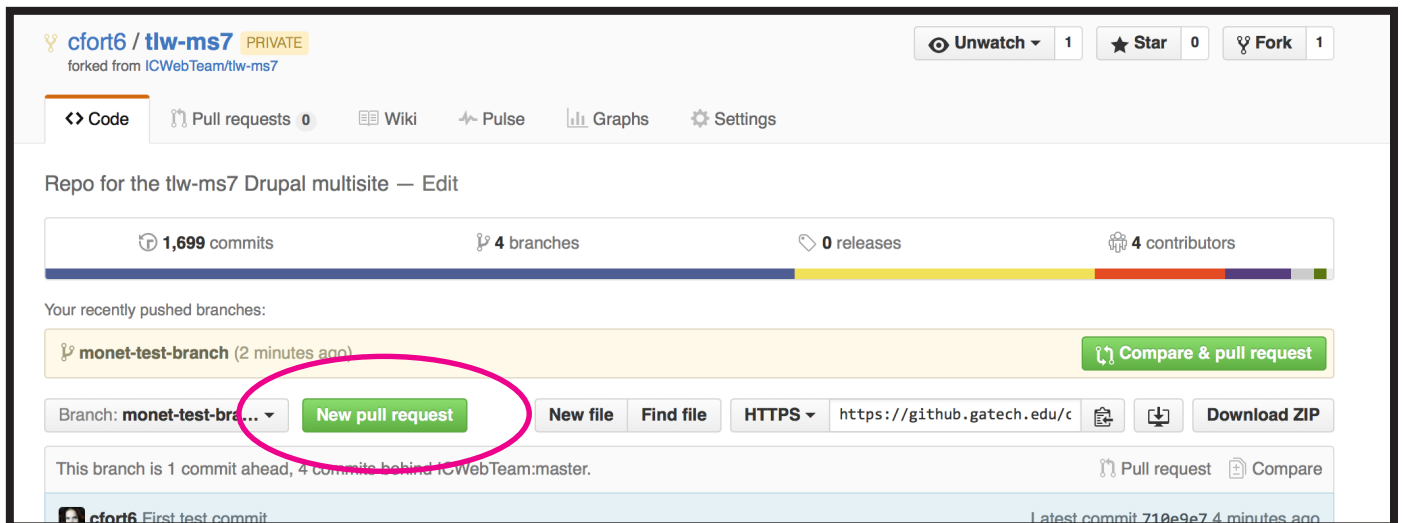 cfort6 / tlw-ms7 PRIVATE
Unwatch 1 Star 0 Fork 1
forked from ICWebTeam/tlw-ms7
Code Pull requests 0 Wiki Pulse Graphs Settings
Repo for the tlw-ms7 Drupal multisite — Edit
1,699 commits 4 branches 0 releases 4 contributors
Your recently pushed branches:
monet-test-branch (2 minutes ago) Compare & pull request
Branch: monet-test-bra... New pull request New file Find file HTTPS https://github.gatech.edu/c Download ZIP
This branch is 1 commit ahead, 4 commits behind ICWebTeam:master. Pull request Compare
cfort6 First test commit Latest commit 710e9e7 4 minutes ago